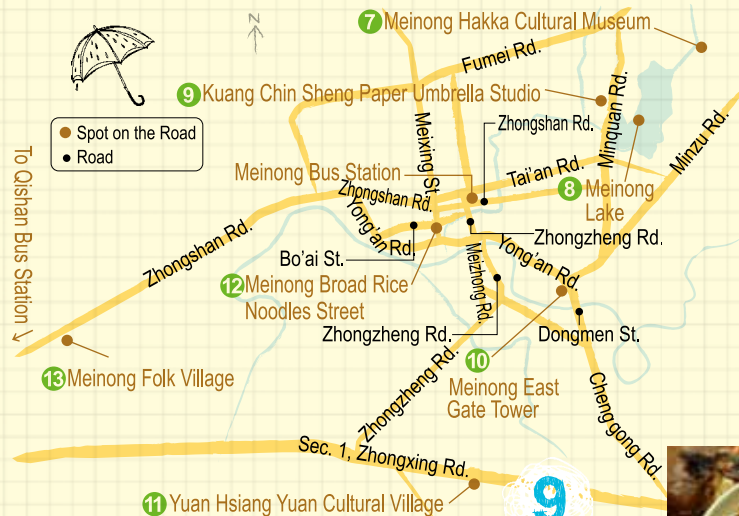 N
7 Meinong Hakka Cultural Museum
Fumei Rd.
9 Kuang Chin Sheng Paper Umbrella Studio
Spot on the Road
Road
Meixing St.
Zhongshan Rd.
Minquan Rd.
Minzu Rd.
To Qishan Bus Station
Meinong Bus Station
Tai'an Rd.
8 Meinong
Lake
Zhongshan Rd.
Yong'an Rd.
Zhongshan Rd.
Bo'ai St.
Zhongzheng Rd.
Yong'an Rd.
Meizhong Rd.
12 Meinong Broad Rice
Noodles Street
Zhongzheng Rd.
Dongmen St.
10
Meinong East
Gate Tower
13 Meinong Folk Village
Zhongzheng Rd.
Cheng gong Rd.
Sec. 1, Zhongxing Rd.
11 Yuan Hsiang Yuan Cultural Village
9